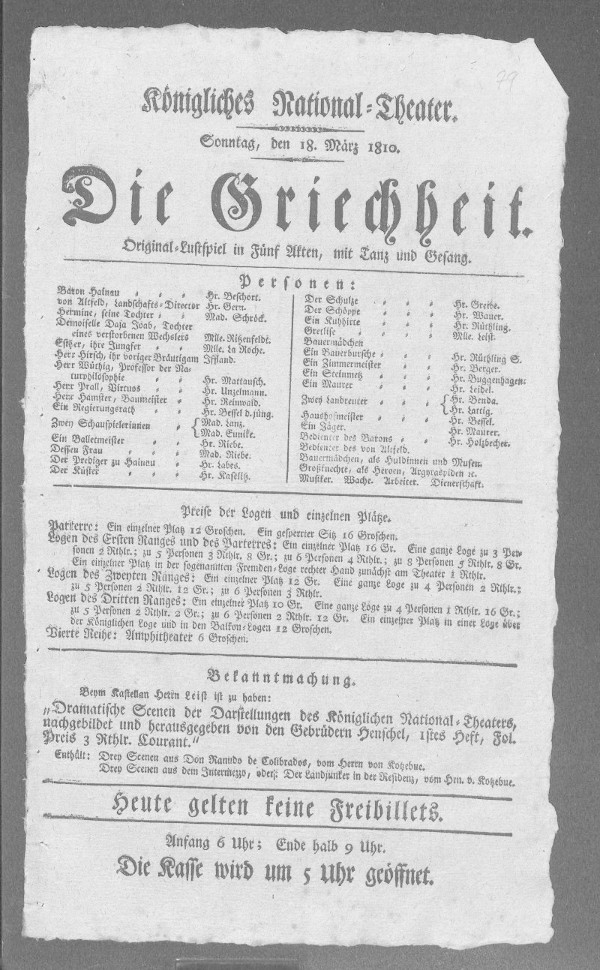 79
Königliches National-Theater.
Sonntag, den 18. März 1810.
Die Griechheit.
Original-Lustspiel in Fünf Akten, mit Tanz und Gesang.
Personen:
Baron Halnau Hr. Beschort.
von Altfeld, Landschafts-Director Hr. Gern.
Hermine, seine Tochter Mad. Schröck.
Demoiselle Daja Joab, Tochter
eines verstorbenen Wechslers Mlle.
Esther, ihre Jungfer Mlle. la Roche.
Herr Hirsch, ihr voriger Bräutigam Iffland.
Herr Wüthig, Professor der Na-
turphilosophie Hr. Mattausch.
Herr Prall, Virtuos Hr. Unzelmann.
Herr Hamster, Baumeister Hr. Reinwald.
Ein Regierungsrath Hr. Bessel d. jüng.
Zwey Schauspielerinnen { Mad. Lanz.
Mad. Eunike.
Ein Balletmeister Hr. Riebe.
Dessen Frau Mad. Riebe.
Der Prediger zu Halnau Hr. Labes.
Der Küster Hr. Kaselitz.
Der Schulze Hr. Grethe.
Der Schöppe Hr. Wauer.
Ein Kuhhirte Hr. Rüthling.
Gretlise Mlle. Leist.
Bauermädchen
Ein Bauerbursche Hr. Rüthling S.
Ein Zimmermeister Hr. Berger.
Ein Steinmetz Hr. Buggenhagen.
Ein Maurer Hr. Leidel.
Zwey Landreuter { Hr. Benda.
Hr. Lattig.
Haushofmeister Hr. Bessel.
Ein Jäger. Hr. Maurer.
Bedienter des Barons Hr. Holzbecher.
Bedienter des von Altfeld.
Bauermädchen, als Huldinnen und Musen.
Großknechte, als Heroen, Argyraspiden ꝛc.
Musiker. Wache. Arbeiter. Dienerschaft.
Preise der Logen und einzelnen Plätze.
Parterre: Ein einzelner Platz 12 Groschen. Ein gesperrter Sitz 16 Groschen.
Logen des Ersten Ranges und des Parterres: Ein einzelner Platz 16 Gr. Eine ganze Loge zu 3 Per-
sonen 2 Rthlr.; zu 5 Personen 3 Rthlr. 8 Gr.; zu 6 Personen 4 Rthlr.; zu 8 Personen 5 Rthlr. 8 Gr.
Ein einzelner Platz in der sogenannten Fremden-Loge rechter Hand zunächst am Theater 1 Rthlr.
Logen des Zweyten Ranges: Ein einzelner Platz 12 Gr. Eine ganze Loge zu 4 Personen 2 Rthlr.;
zu 5 Personen 2 Rthlr. 12 Gr.; zu 6 Personen 3 Rthlr.
Logen des Dritten Ranges: Ein einzelner Platz 10 Gr. Eine ganze Loge zu 4 Personen 1 Rthlr. 16 Gr.;
zu 5 Personen 2 Rthlr. 2 Gr.; zu 6 Personen 2 Rthlr. 12 Gr. Ein einzelner Platz in einer Loge über
der Königlichen Loge und in den Balkon-Logen 12 Groschen.
Vierte Reihe: Amphitheater 6 Groschen.
Bekanntmachung.
Beym Kastellan Herrn Leist ist zu haben:
„Dramatische Scenen der Darstellungen des Königlichen National-Theaters,
nachgebildet und herausgegeben von den Gebrüdern Henschel, 1stes Heft, Fol.
Preis 3 Rthlr. Courant.“
Enthält: Drey Scenen aus Don Ranudo de Colibrados, vom Herrn von Kotzebue.
Drey Scenen aus dem Intermezzo, oder: Der Landjunker in der Residenz, vom Hrn. v. Kotzebue.
Heute gelten keine Freibillets.
Anfang 6 Uhr; Ende halb 9 Uhr.
Die Kasse wird um 5 Uhr geöffnet.